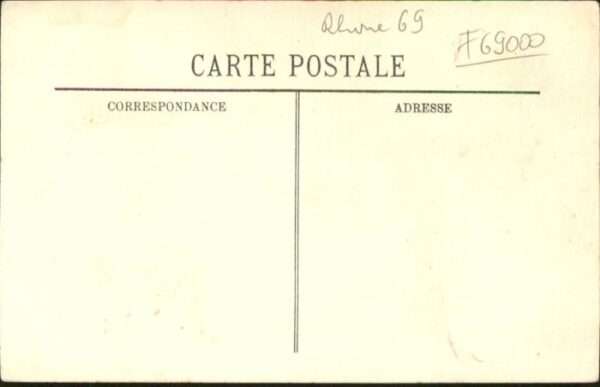 Rhone 69
F69000
CARTE POSTALE
CORRESPONDANCE
ADRESSE